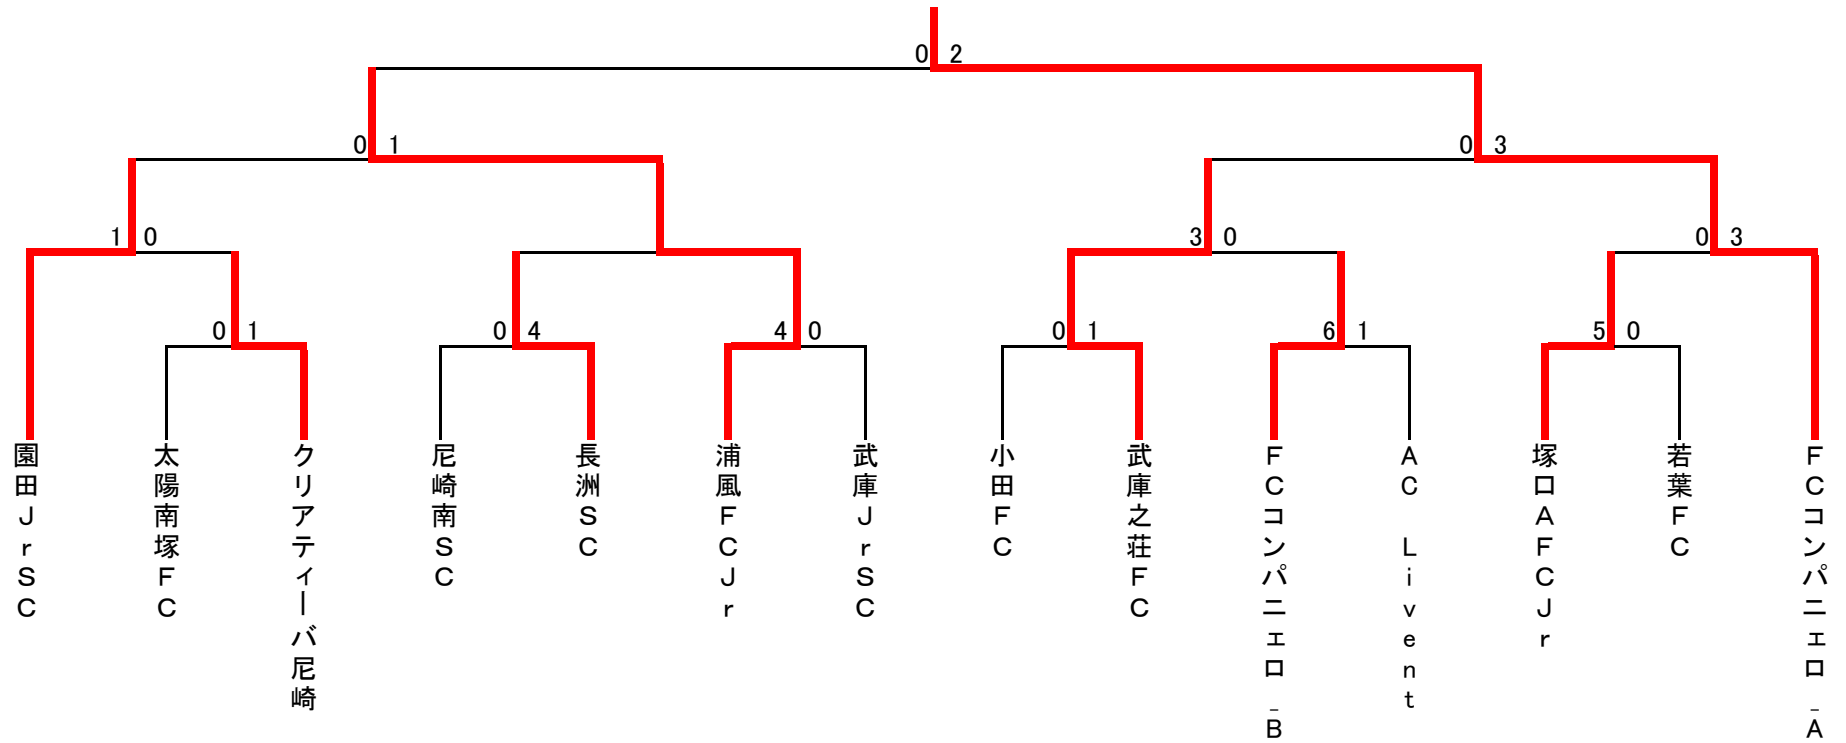 0 2
0 1
0 3
1 0
3 0
0 3
0 1
0 4
4 0
0 1
6 1
5 0
園田JrSC
太陽南塚FC
クリアティーバ尼崎
尼崎南SC
長洲SC
浦風FCJr
武庫JrSC
小田FC
武庫之荘FC
FCコンパニェロ_B
AC Livent
塚口AFCJr
若葉FC
FCコンパニェロ_A